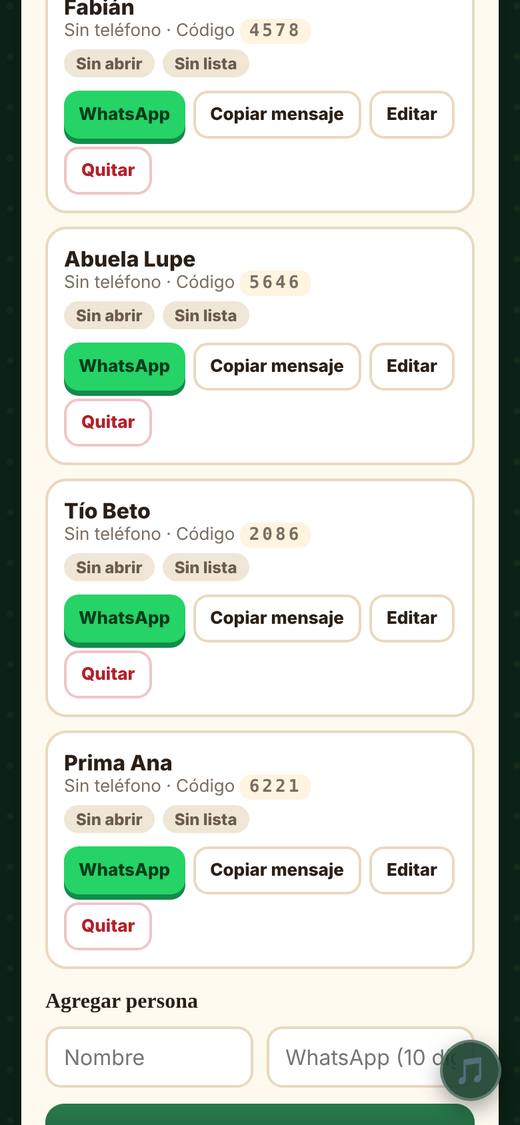 Fabián
Sin teléfono · Código 4578
Sin abrir Sin lista
WhatsApp Copiar mensaje Editar
Quitar
Abuela Lupe
Sin teléfono · Código 5646
Sin abrir Sin lista
WhatsApp Copiar mensaje Editar
Quitar
Tío Beto
Sin teléfono · Código 2086
Sin abrir Sin lista
WhatsApp Copiar mensaje Editar
Quitar
Prima Ana
Sin teléfono · Código 6221
Sin abrir Sin lista
WhatsApp Copiar mensaje Editar
Quitar
Agregar persona
Nombre WhatsApp (10